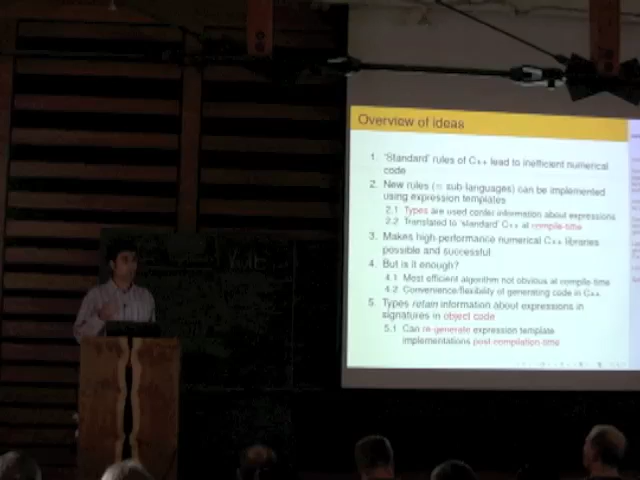 Overview of ideas
1. 'Standard' rules of C++ lead to inefficient numerical
code
2. New rules (= sub-languages) can be implemented
using expression templates
2.1 Types are used confer information about expressions
2.2 Translated to 'standard' C++ at compile-time
3. Makes high-performance numerical C++ libraries
possible and successful
4. But is it enough?
4.1 Most efficient algorithm not obvious at compile-time
4.2 Convenience/flexibility of generating code in C++
5. Types retain information about expressions in
signatures in object code
5.1 Can re-generate expression template
implementations post-compilation-time